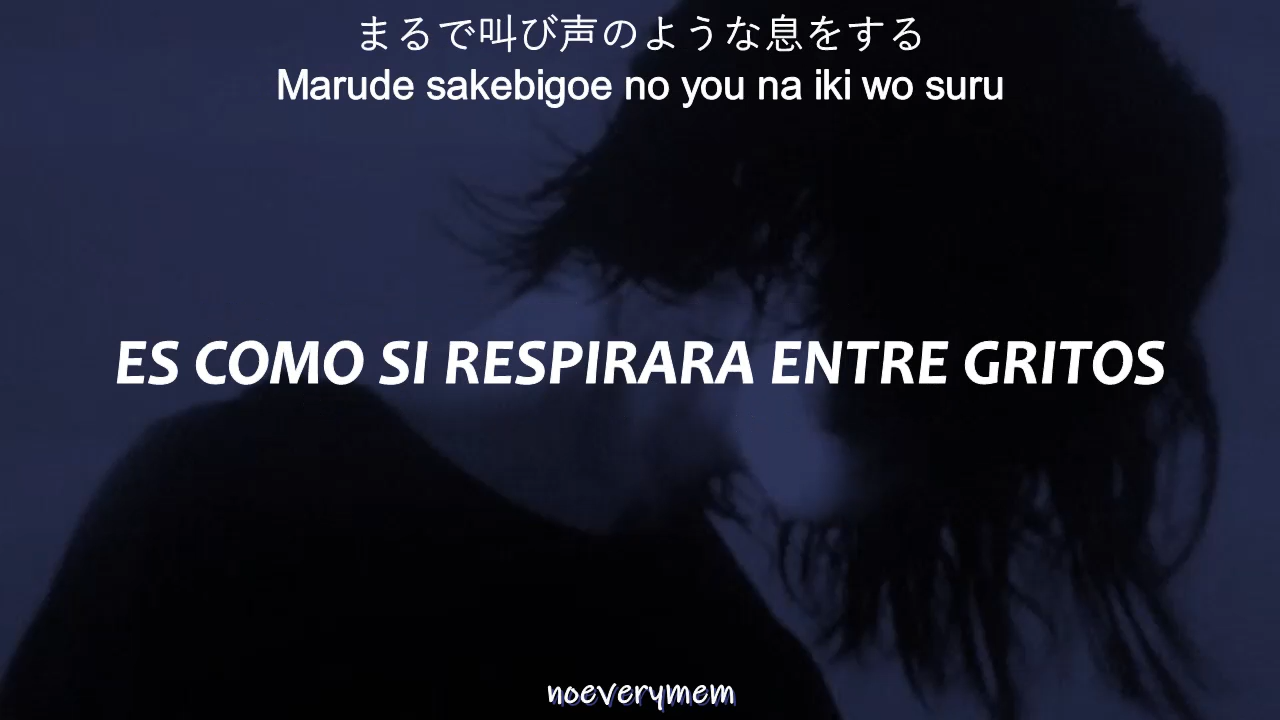 まるで叫び声のような息をする
Marude sakebigoe no you na iki wo suru
ES COMO SI RESPIRARA ENTRE GRITOS
noeverymem